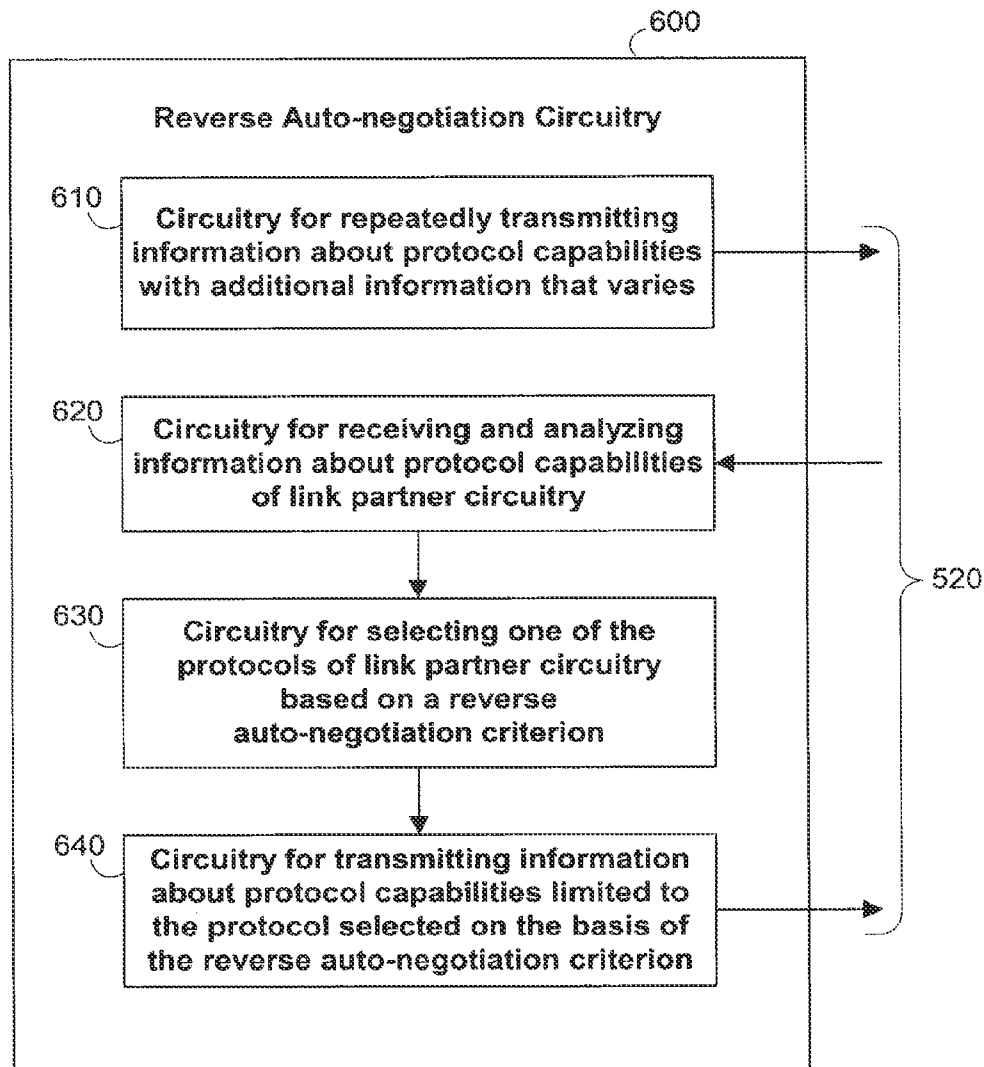 600
Reverse Auto-negotiation Circuitry
610
Circuitry for repeatedly transmitting
information about protocol capabilities
with additional information that varies
620
Circuitry for receiving and analyzing
information about protocol capabilities
of link partner circuitry
520
630
Circuitry for selecting one of the
protocols of link partner circuitry
based on a reverse
auto-negotiation criterion
640
Circuitry for transmitting information
about protocol capabilities limited to
the protocol selected on the basis of
the reverse auto-negotiation criterion